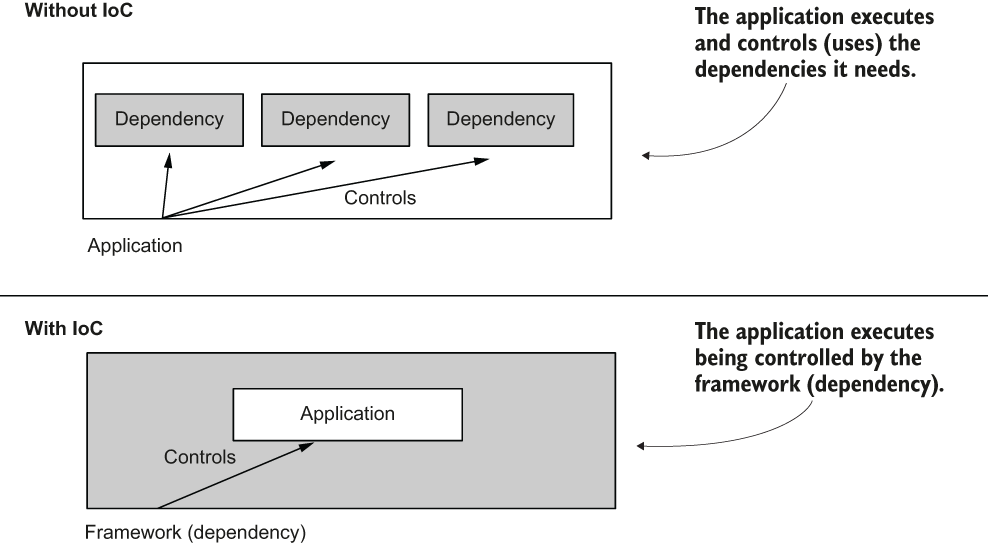 Without IoC
The application executes
and controls (uses) the
dependencies it needs.
Dependency
Dependency
Dependency
Controls
Application
With IoC
The application executes
being controlled by the
framework (dependency).
Application
Controls
Framework (dependency)